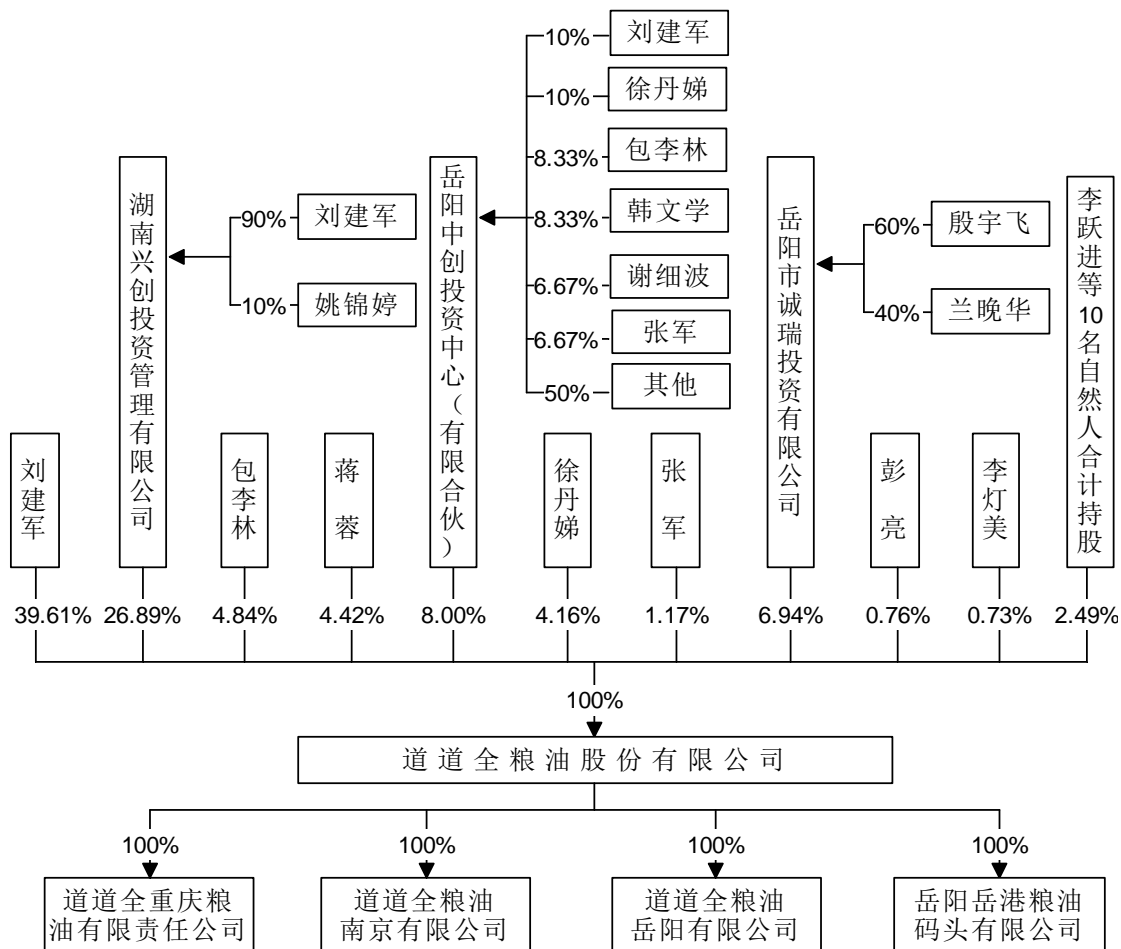 10%
刘建军
10%
徐丹娣
8.33%
包李林
8.33%
韩文学
6.67%
谢细波
6.67%
张军
50%
其他
90%
刘建军
10%
姚锦婷
60%
殷宇飞
40%
兰晚华
刘建军
湖南兴创投资管理有限公司
包李林
蒋蓉
岳阳中创投资中心（有限合伙）
徐丹娣
张军
岳阳市诚瑞投资有限公司
彭亮
李灯美
李跃进等10名自然人合计持股
39.61%
26.89%
4.84%
4.42%
8.00%
4.16%
1.17%
6.94%
0.76%
0.73%
2.49%
100%
道道全粮油股份有限公司
100%
100%
100%
100%
道道全重庆粮
油有限责任公司
道道全粮油
南京有限公司
道道全粮油
岳阳有限公司
岳阳岳港粮油
码头有限公司